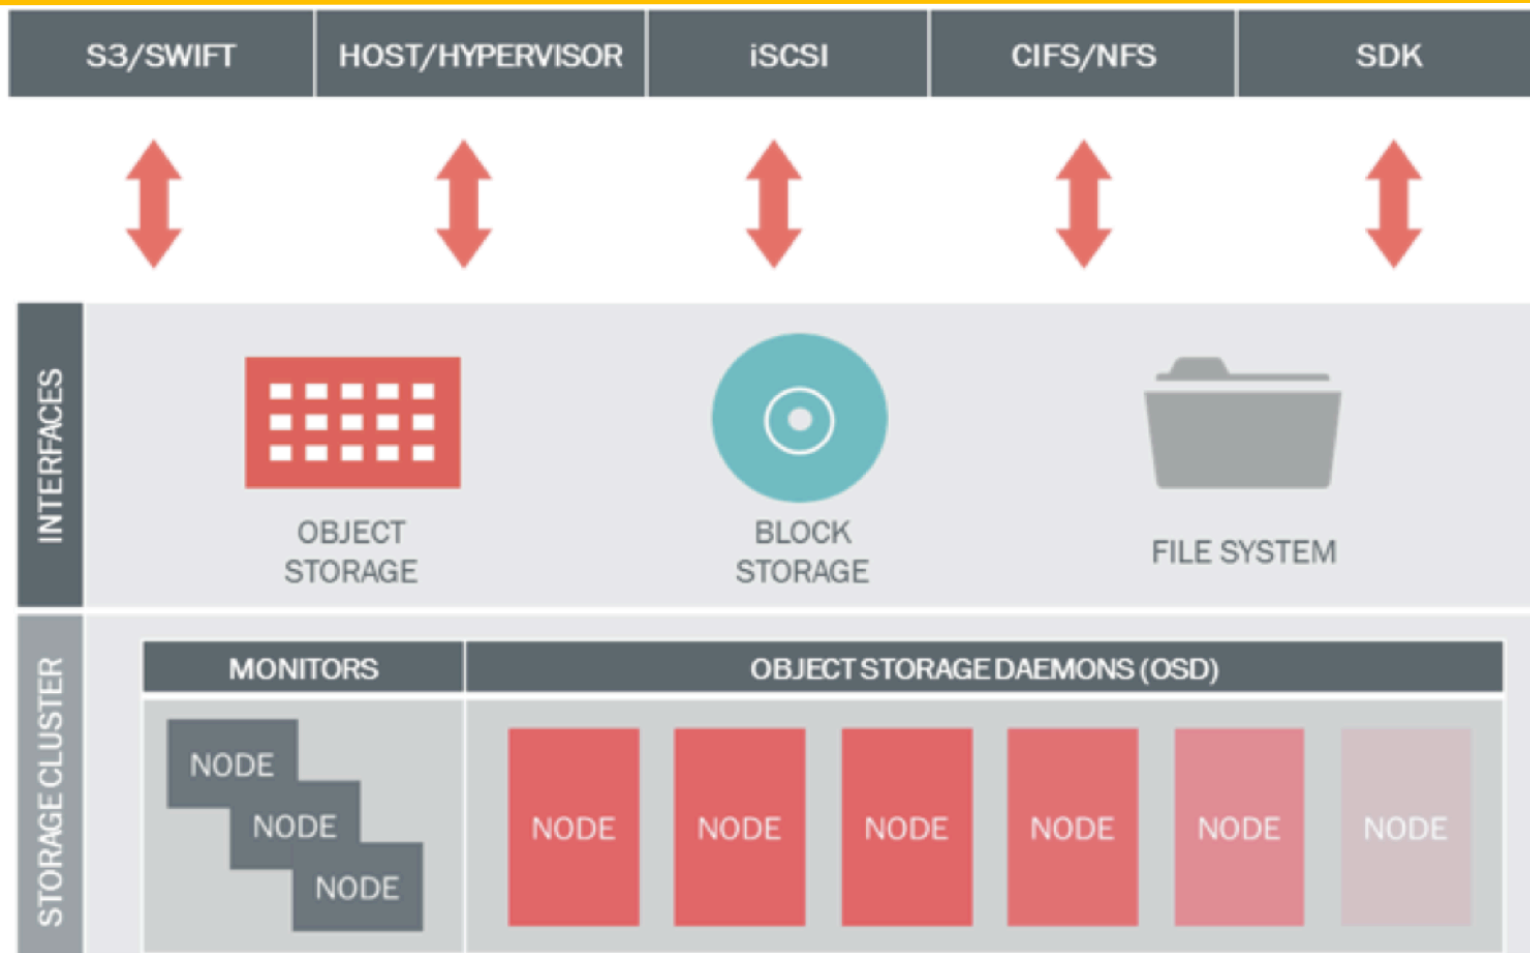 S3/SWIFT
HOST/HYPERVISOR
iSCSI
CIFS/NFS
SDK
INTERFACES
OBJECT
STORAGE
BLOCK
STORAGE
FILE SYSTEM
STORAGE CLUSTER
MONITORS
OBJECT STORAGE DAEMONS (OSD)
NODE
NODE
NODE
NODE
NODE
NODE
NODE
NODE
NODE